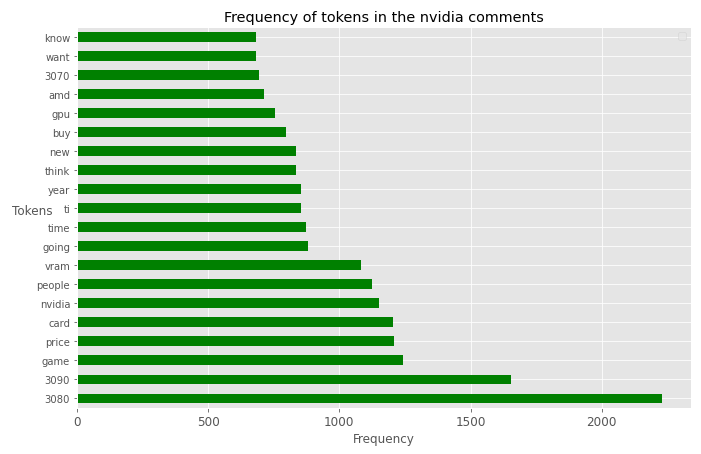 Frequency of tokens in the nvidia comments
know
want
3070
amd
gpu
buy
new
think
year
ti
Tokens
time
going
vram
people
nvidia
card
price
game
3090
3080
0 500 1000 1500 2000
Frequency